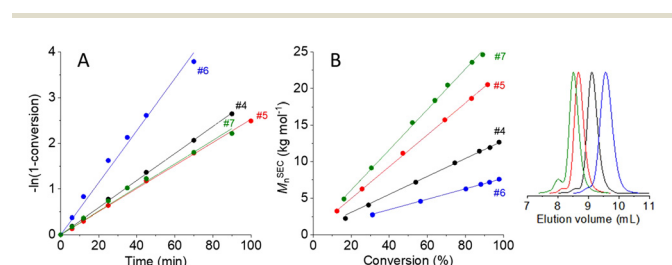 A
4
3
2
1
0
-ln(1-conversion)
0 20 40 60 80 100
Time (min)
#6
#4
#7
#5
B
25
20
15
10
5
0
Mₙˢᴱᶜ (kg mol⁻¹)
0 20 40 60 80 100
Conversion (%)
#7
#5
#4
#6
7 8 9 10 11
Elution volume (mL)